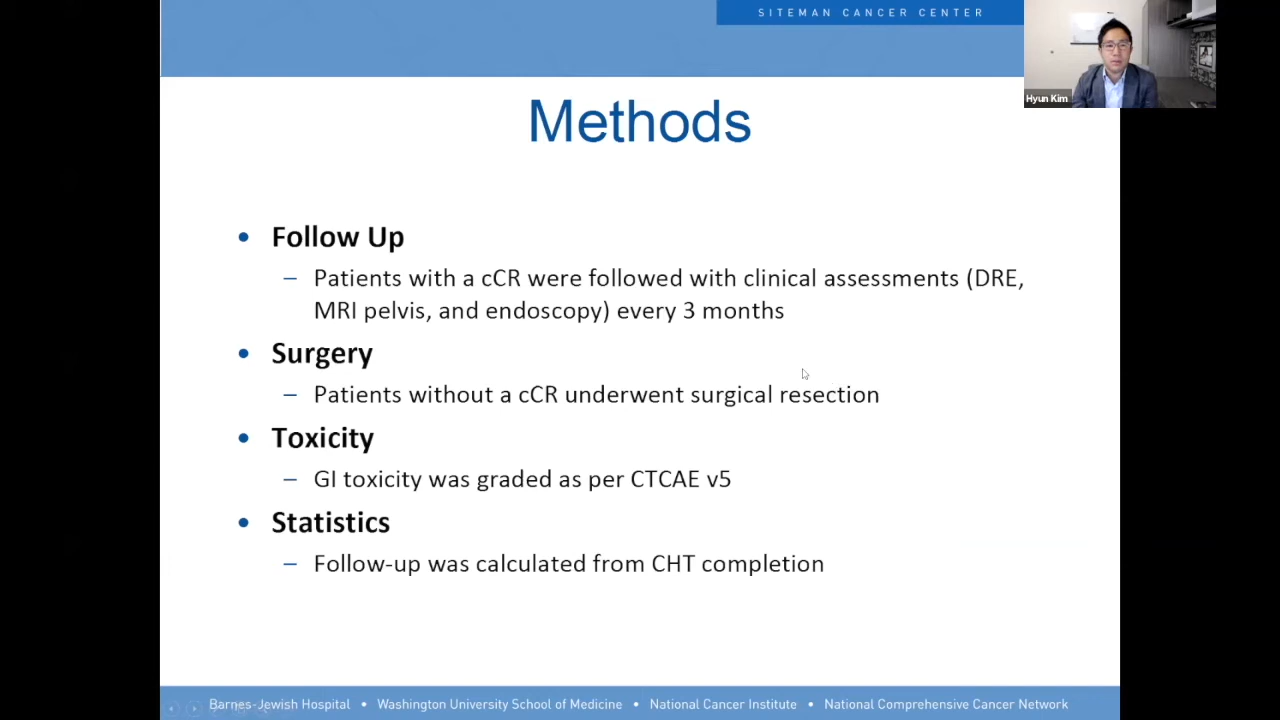 SITEMAN CANCER CENTER
Hyun Kim
Methods
• Follow Up
– Patients with a cCR were followed with clinical assessments (DRE,
MRI pelvis, and endoscopy) every 3 months
• Surgery
– Patients without a cCR underwent surgical resection
• Toxicity
– GI toxicity was graded as per CTCAE v5
• Statistics
– Follow-up was calculated from CHT completion
Barnes-Jewish Hospital • Washington University School of Medicine • National Cancer Institute • National Comprehensive Cancer Network